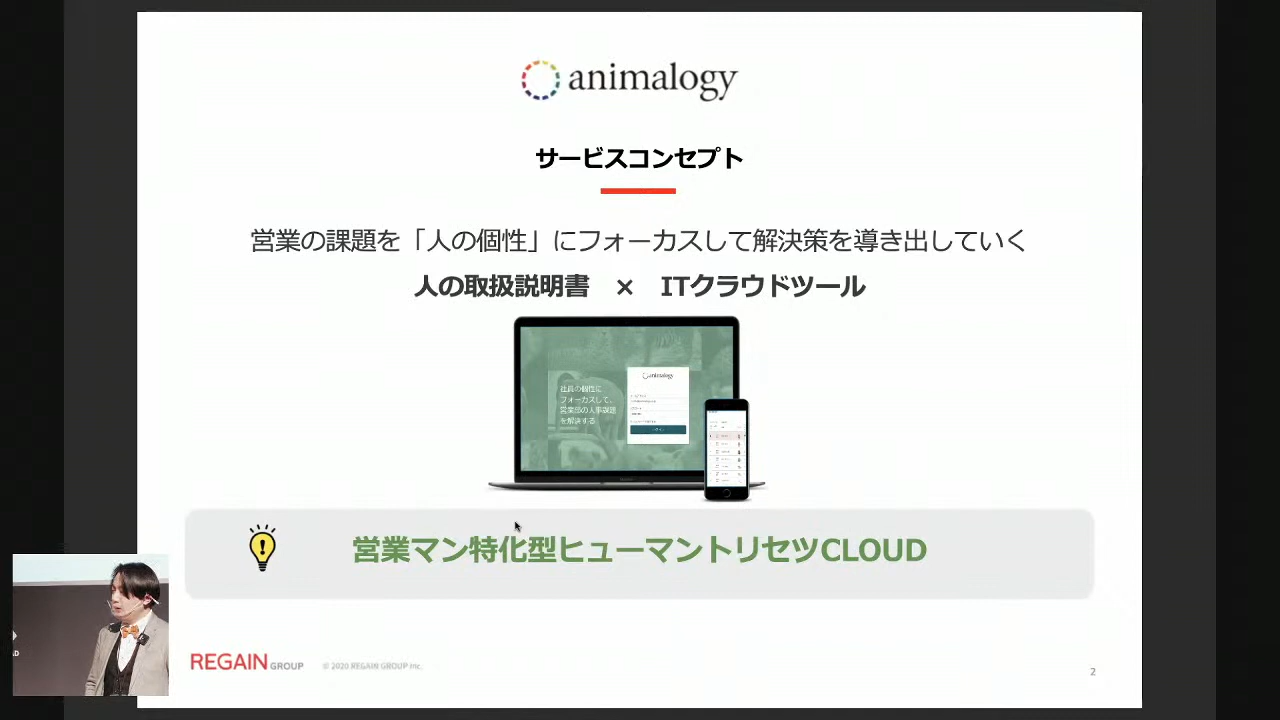 animalogy
サービスコンセプト
営業の課題を「人の個性」にフォーカスして解決策を導き出していく
人の取扱説明書 × ITクラウドツール
animalogy
社員の個性に
フォーカスして、
営業部の人事課題
を解決する
営業マン特化型ヒューマントリセツCLOUD
REGAIN GROUP
© 2020 REGAIN GROUP Inc.
2